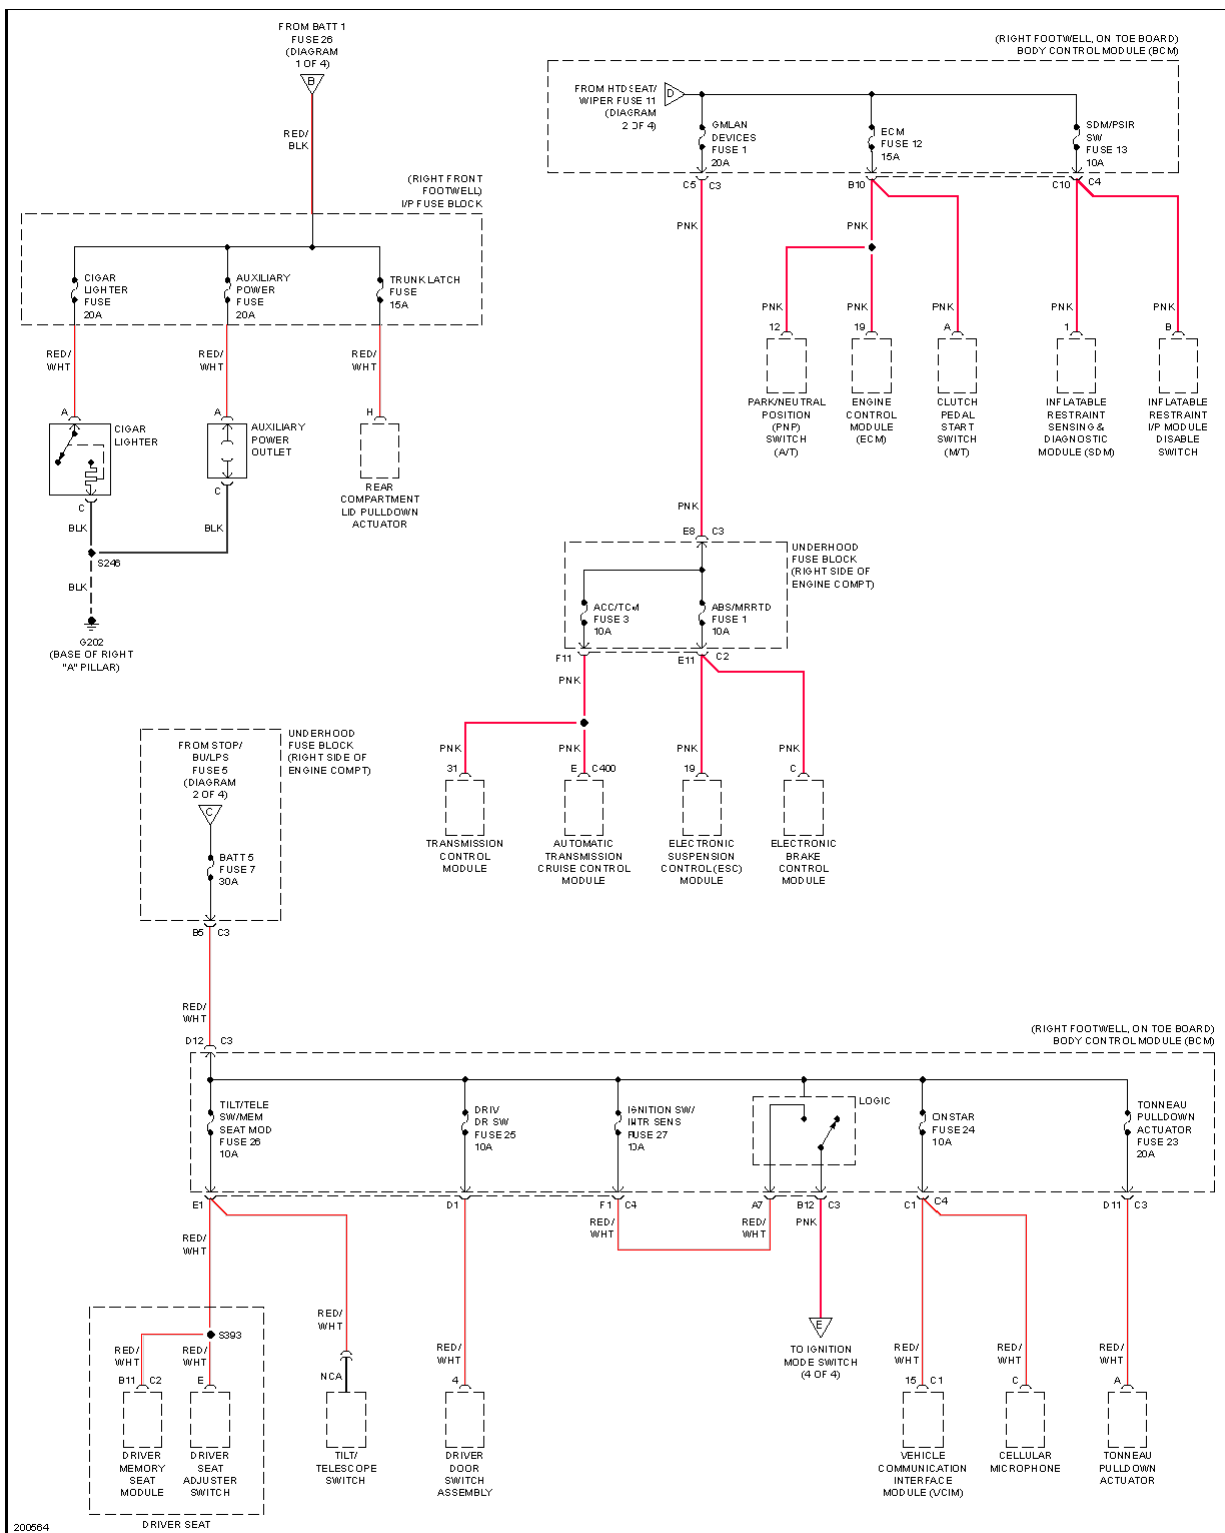 FROM BATT 1
FUSE 26
(DIAGRAM
1 OF 4)
B
RED/
BLK
(RIGHT FRONT
FOOTWELL)
I/P FUSE BLOCK
CIGAR
LIGHTER
FUSE
20A
AUXILIARY
POWER
FUSE
20A
TRUNK LATCH
FUSE
15A
RED/
WHT
RED/
WHT
RED/
WHT
A
A
H
CIGAR
LIGHTER
AUXILIARY
POWER
OUTLET
C
C
REAR
COMPARTMENT
LID PULLDOWN
ACTUATOR
BLK
BLK
S246
BLK
G202
(BASE OF RIGHT
"A" PILLAR)
(RIGHT FOOTWELL, ON TOE BOARD)
BODY CONTROL MODULE (BCM)
FROM HTD SEAT/
WIPER FUSE 11
(DIAGRAM
2 OF 4)
D
GMLAN
DEVICES
FUSE 1
20A
ECM
FUSE 12
15A
SDM/PSIR
SW
FUSE 13
10A
C5
C3
B10
C10
C4
PNK
PNK
PNK
PNK
PNK
PNK
PNK
12
19
A
1
B
PARK/NEUTRAL
POSITION
(PNP)
SWITCH
(A/T)
ENGINE
CONTROL
MODULE
(ECM)
CLUTCH
PEDAL
START
SWITCH
(M/T)
INFLATABLE
RESTRAINT
SENSING &
DIAGNOSTIC
MODULE (SDM)
INFLATABLE
RESTRAINT
I/P MODULE
DISABLE
SWITCH
PNK
E8
C3
UNDERHOOD
FUSE BLOCK
(RIGHT SIDE OF
ENGINE COMPT)
ACC/TCM
FUSE 3
10A
ABS/MRRTD
FUSE 1
10A
F11
E11
C2
PNK
PNK
PNK
PNK
PNK
31
E
C400
19
C
TRANSMISSION
CONTROL
MODULE
AUTOMATIC
TRANSMISSION
CRUISE CONTROL
MODULE
ELECTRONIC
SUSPENSION
CONTROL (ESC)
MODULE
ELECTRONIC
BRAKE
CONTROL
MODULE
UNDERHOOD
FUSE BLOCK
(RIGHT SIDE OF
ENGINE COMPT)
FROM STOP/
BU/LPS
FUSE 5
(DIAGRAM
2 OF 4)
C
BATT 5
FUSE 7
30A
B5
C3
RED/
WHT
D12
C3
(RIGHT FOOTWELL, ON TOE BOARD)
BODY CONTROL MODULE (BCM)
TILT/TELE
SW/MEM
SEAT MOD
FUSE 26
10A
DRIV
DR SW
FUSE 25
10A
IGNITION SW/
INTR SENS
FUSE 27
10A
LOGIC
ONSTAR
FUSE 24
10A
TONNEAU
PULLDOWN
ACTUATOR
FUSE 23
20A
E1
D1
F1
C4
A7
B12
C3
C1
C4
D11
C3
RED/
WHT
RED/
WHT
RED/
WHT
PNK
RED/
WHT
S393
RED/
WHT
RED/
WHT
RED/
WHT
E
TO IGNITION
MODE SWITCH
(4 OF 4)
RED/
WHT
RED/
WHT
RED/
WHT
B11
C2
E
NCA
4
15
C1
C
A
DRIVER
MEMORY
SEAT
MODULE
DRIVER
SEAT
ADJUSTER
SWITCH
TILT/
TELESCOPE
SWITCH
DRIVER
DOOR
SWITCH
ASSEMBLY
VEHICLE
COMMUNICATION
INTERFACE
MODULE (VCIM)
CELLULAR
MICROPHONE
TONNEAU
PULLDOWN
ACTUATOR
DRIVER SEAT
200564